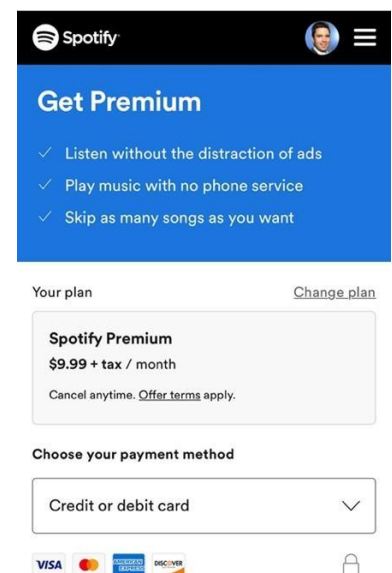 Spotify
Get Premium
Listen without the distraction of ads
Play music with no phone service
Skip as many songs as you want
Your plan Change plan
Spotify Premium
$9.99 + tax / month
Cancel anytime. Offer terms apply.
Choose your payment method
Credit or debit card
VISA AMERICAN EXPRESS DISCOVER